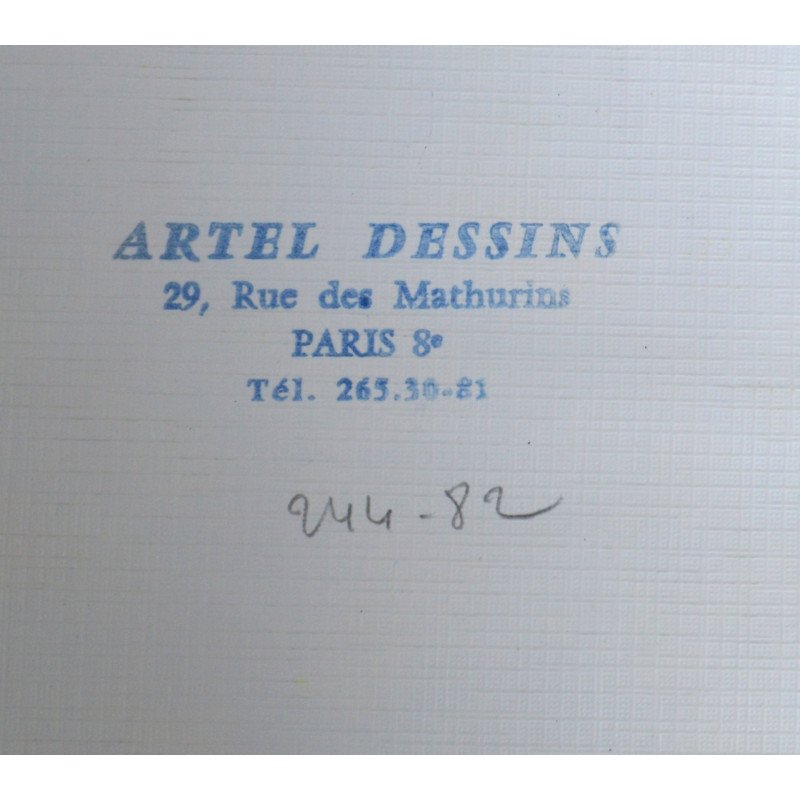 ARTEL DESSINS
29, Rue des Mathurins
PARIS 8e
Tél. 265.30-81
244-82